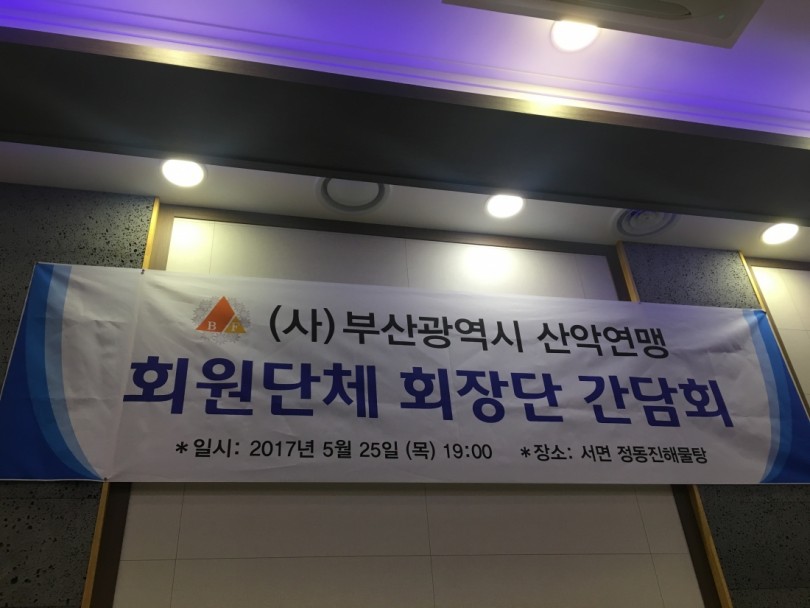 (사)부산광역시 산악연맹
회원단체 회장단 간담회
*일시: 2017년 5월 25일 (목) 19:00 *장소: 서면 정동진해물탕
B F